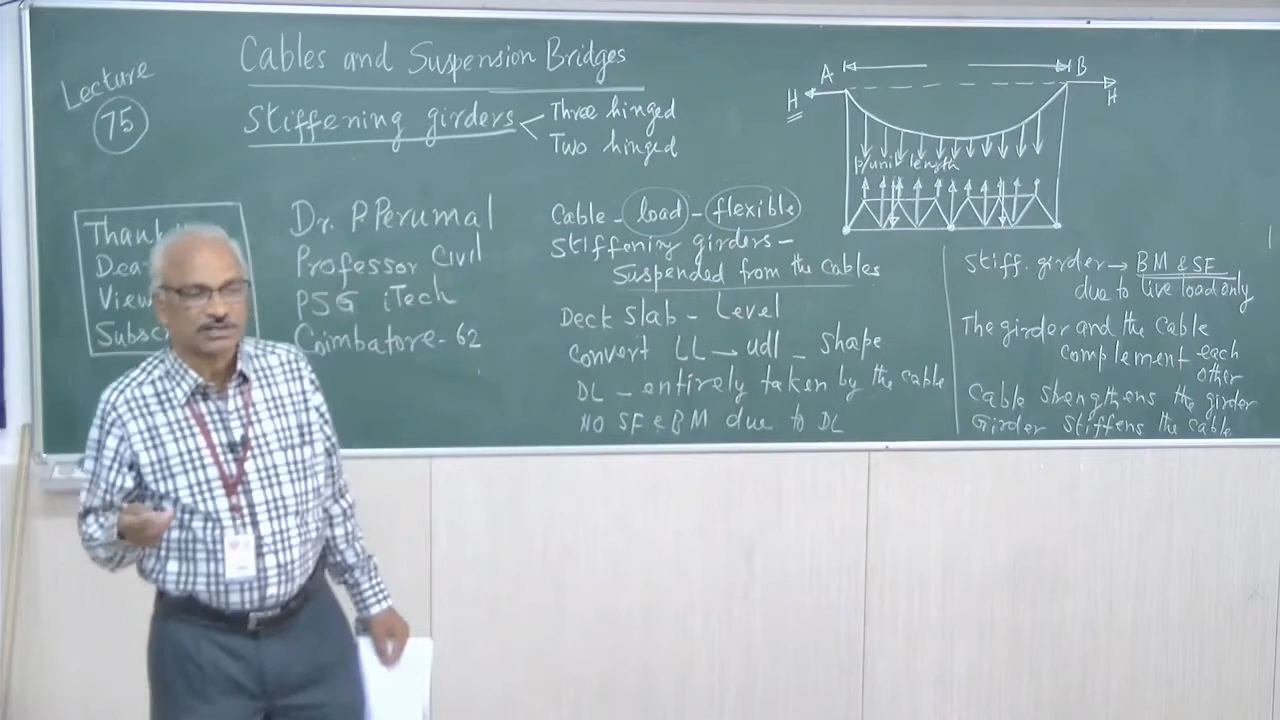 Lecture
75
Cables and Suspension Bridges
Stiffening girders
Three hinged
Two hinged
Thank
Dea
View
Subsc
Dr. P Perumal
Professor Civil
PSG iTech
Coimbatore-62
Cable - load - flexible
Stiffening girders -
Suspended from the cables
Deck Slab - Level
Convert LL → udl - shape
DL - entirely taken by the cable
NO SF & BM due to DL
A
B
H
H
p/unit length
Stiff. girder → BM & SF
due to live load only
The girder and the cable
complement each
other
Cable strengthens the girder
Girder stiffens the cable